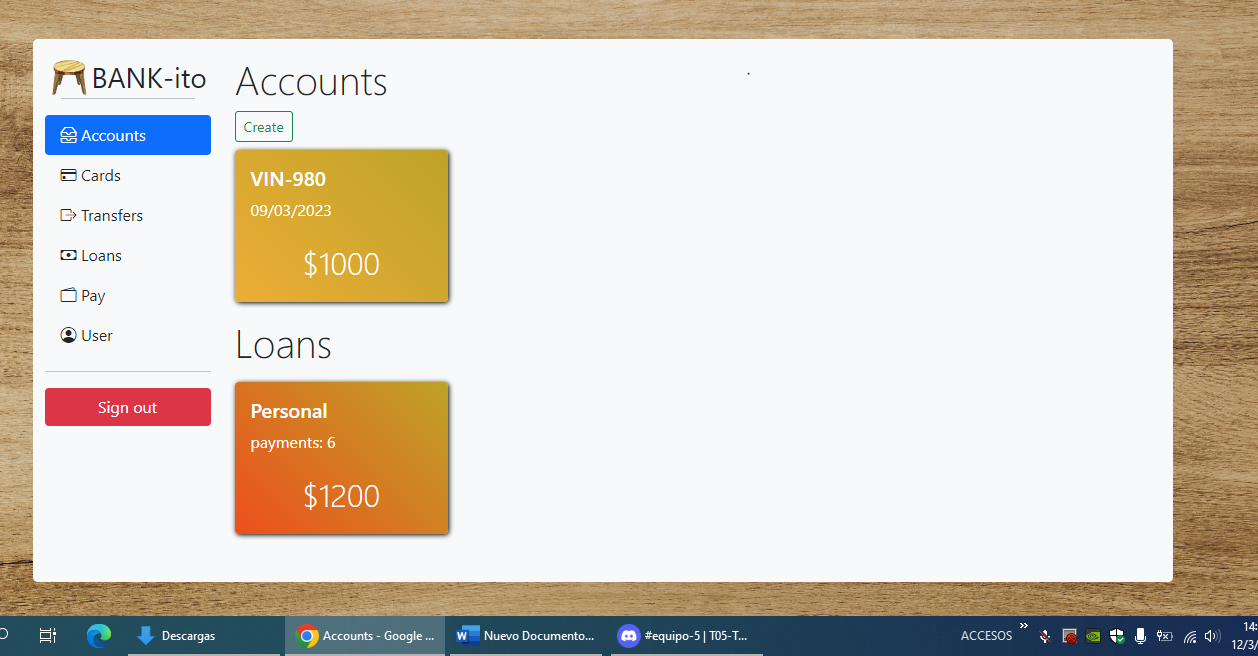 BANK-ito
Accounts
Cards
Transfers
Loans
Pay
User
Sign out
Accounts
Create
VIN-980
09/03/2023
$1000
Loans
Personal
payments: 6
$1200
Descargas
Accounts - Google ...
Nuevo Documento...
#equipo-5 | T05-T...
ACCESOS
14:
12/3/